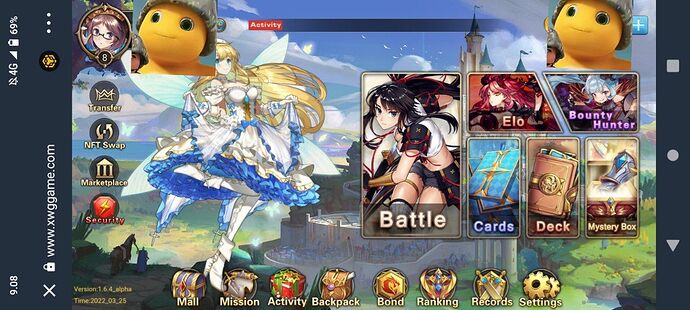 69%
4G
www.xwggame.com
9.08
8
Activity
Transfer
NFT Swap
Marketplace
Security
Battle
Elo
Bounty
Hunter
Cards
Deck
Mystery Box
Version:1.6.4_alpha
Time:2022_03_25
Mall
Mission
Activity
Backpack
Bond
Ranking
Records
Settings